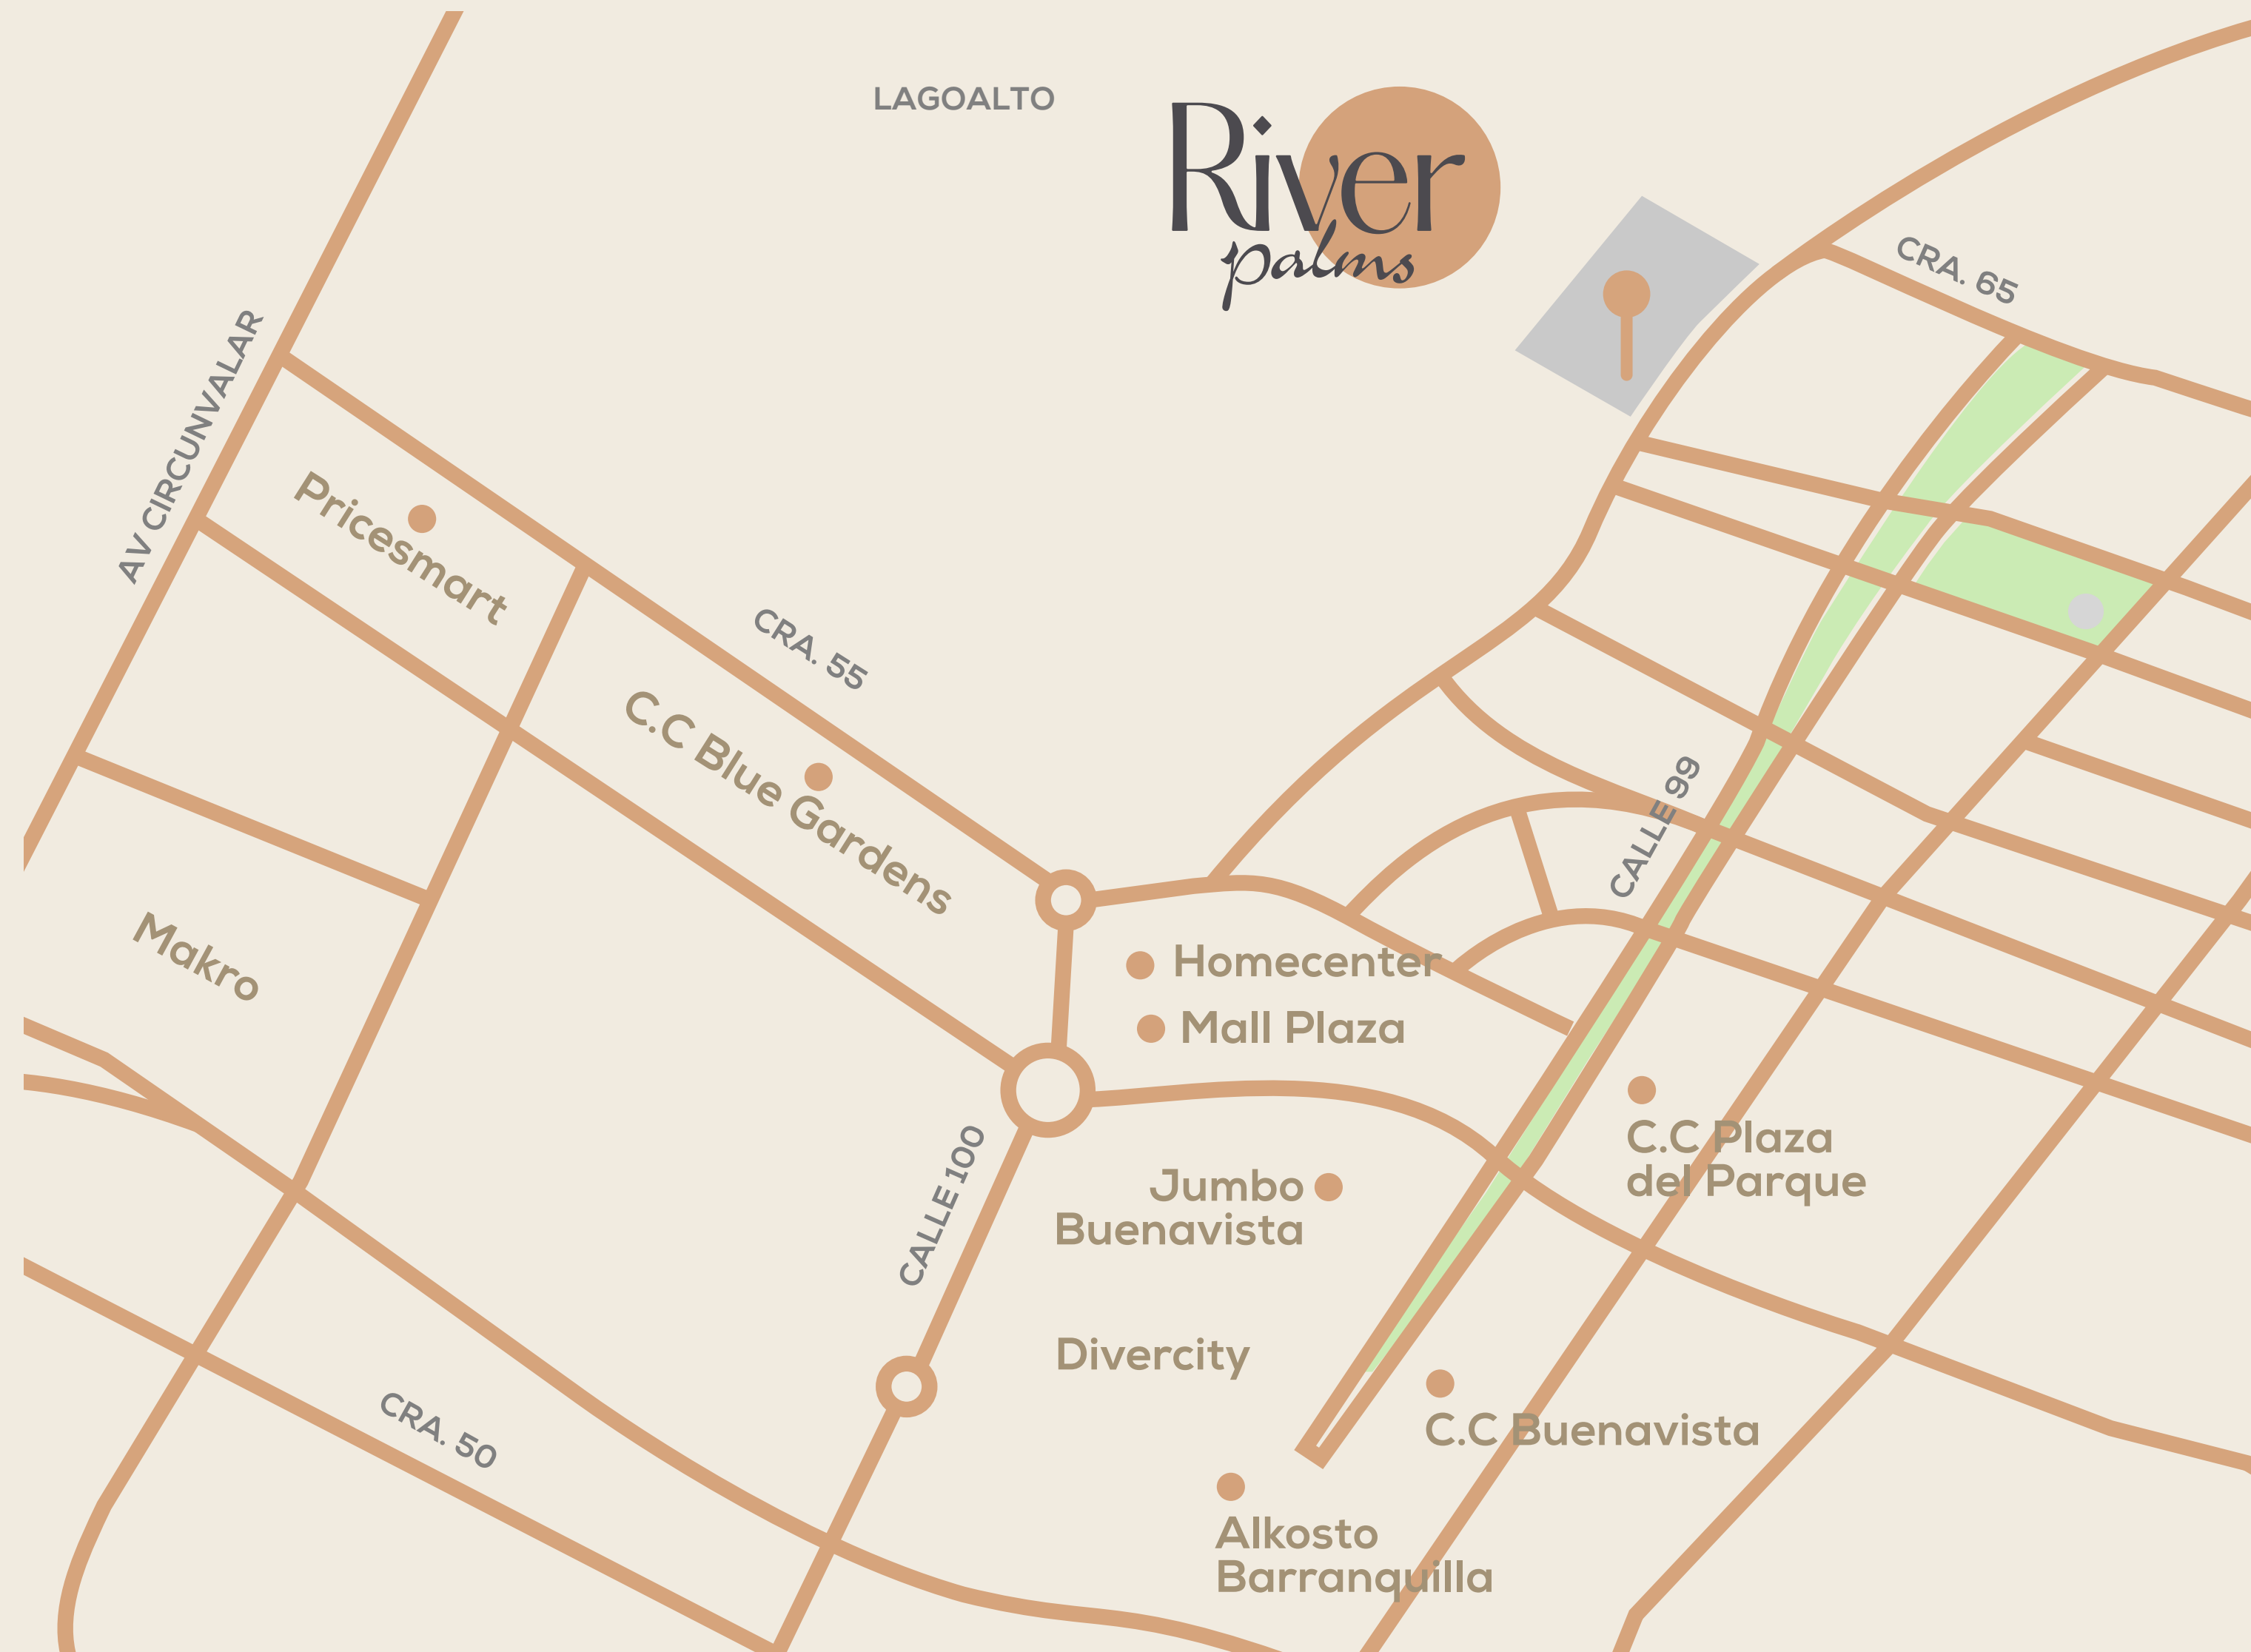 LAGOALTO
River
palms
CRA. 65
AV CIRCUNVALAR
Pricesmart
CRA. 55
C.C Blue Gardens
CALLE 99
Makro
Homecenter
Mall Plaza
C.C Plaza
del Parque
CALLE 100
Jumbo
Buenavista
Divercity
CRA. 50
C.C Buenavista
Alkosto
Barranquilla